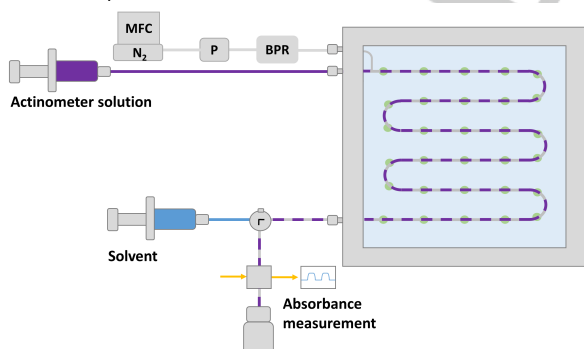 MFC
N2
P
BPR
Actinometer solution
Solvent
Absorbance
measurement